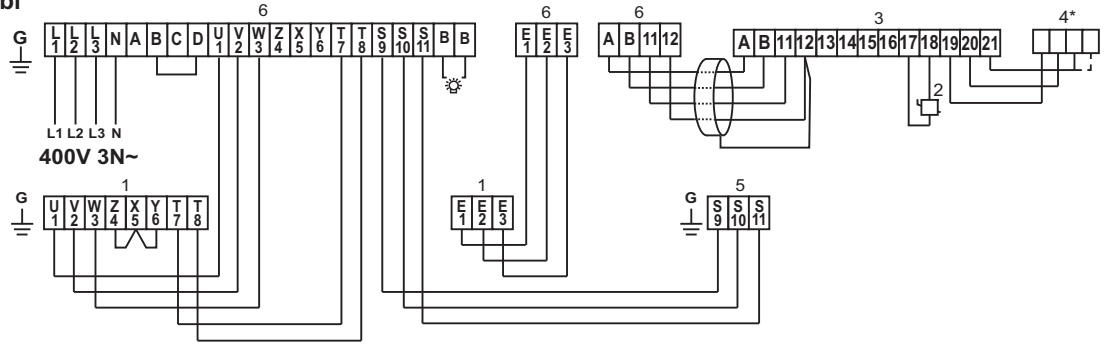 bl
6 6 6 3 4*
G
L1 L2 L3 N A B C D U1 V2 W3 Z4 X5 Y6 T7 T8 S9 S10 S11 B B
E1 E2 E3
A B 11 12
A B 11 12 13 14 15 16 17 18 19 20 21
2
L1 L2 L3 N
400V 3N~
1 1 5
G
U1 V2 W3 Z4 X5 Y6 T7 T8
E1 E2 E3
G
S9 S10 S11